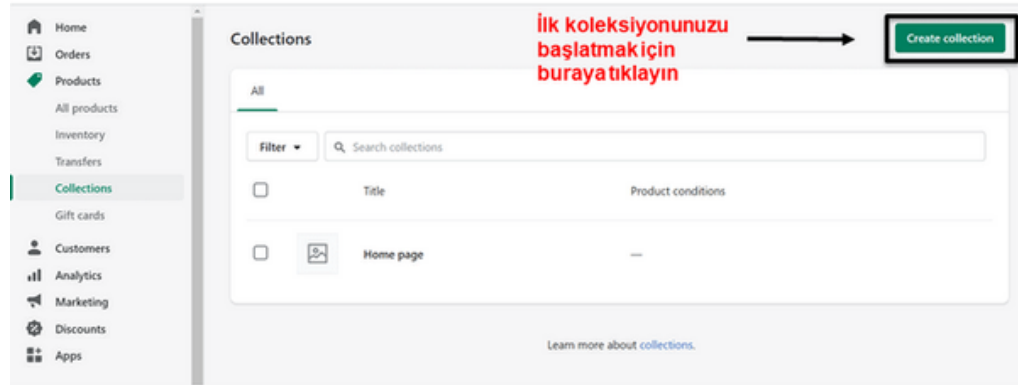 Home
Orders
Products
All products
Inventory
Transfers
Collections
Gift cards
Customers
Analytics
Marketing
Discounts
Apps
Collections
İlk koleksiyonunuzu
başlatmak için
buraya tıklayın
Create collection
All
Filter
Search collections
Title Product conditions
Home page —
Learn more about collections.